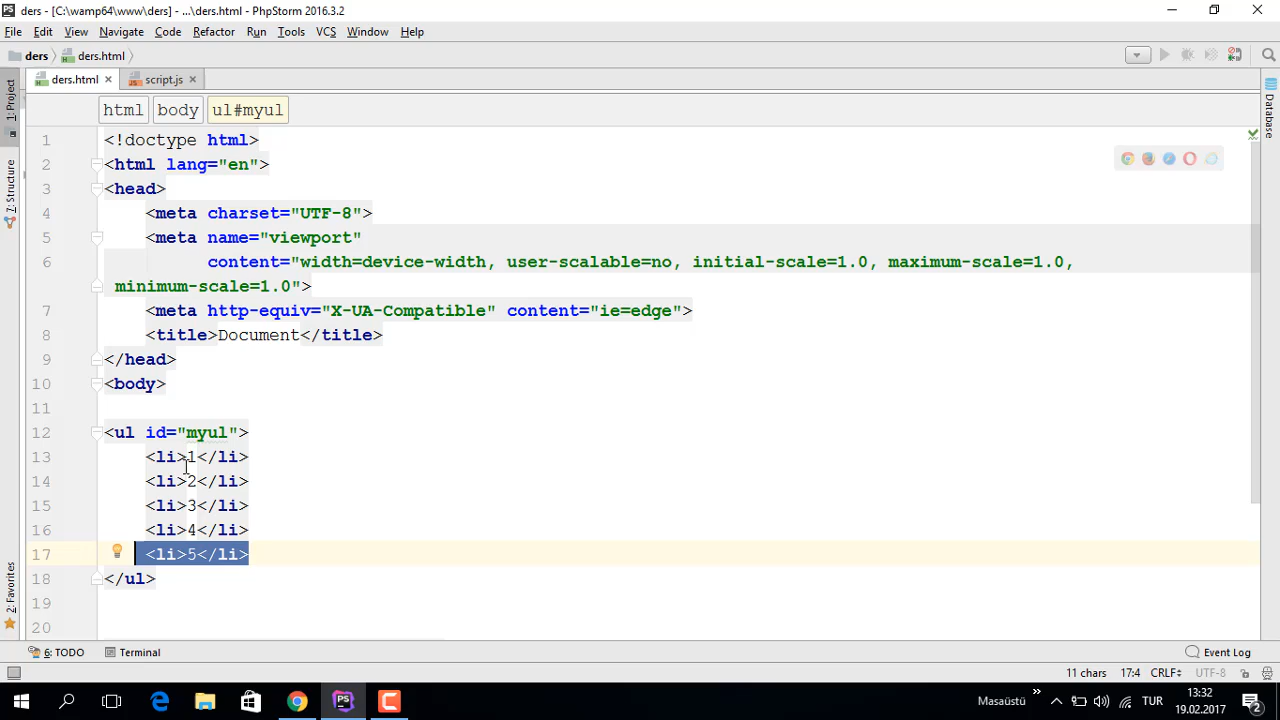 ders - [C:\wamp64\www\ders] - ders.html - PhpStorm 2016.3.2
File Edit View Navigate Code Refactor Run Tools VCS Window Help
ders ders.html
ders.html script.js
html body ul#myul
1 <!doctype html>
2 <html lang="en">
3 <head>
4 <meta charset="UTF-8">
5 <meta name="viewport"
6 content="width=device-width, user-scalable=no, initial-scale=1.0, maximum-scale=1.0,
minimum-scale=1.0">
7 <meta http-equiv="X-UA-Compatible" content="ie=edge">
8 <title>Document</title>
9 </head>
10 <body>
11
12 <ul id="myul">
13 <li>1</li>
14 <li>2</li>
15 <li>3</li>
16 <li>4</li>
17 <li>5</li>
18 </ul>
19
20
1: Project
7: Structure
2: Favorites
Database
6: TODO Terminal Event Log
11 chars 17:4 CRLF UTF-8
Masaüstü TUR 13:32
19.02.2017
2